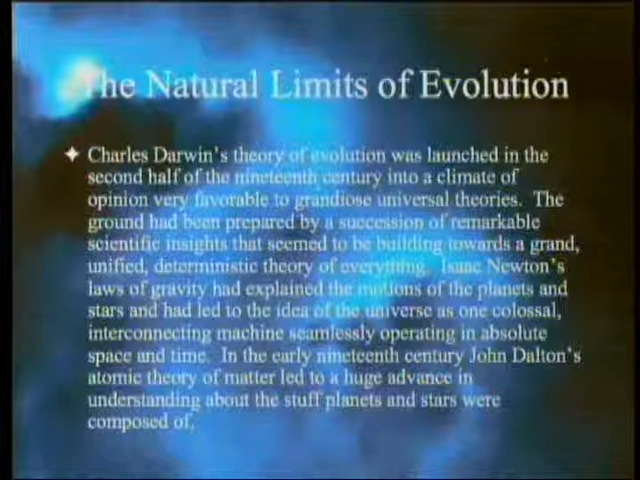 The Natural Limits of Evolution
Charles Darwin's theory of evolution was launched in the
second half of the nineteenth century into a climate of
opinion very favorable to grandiose universal theories. The
ground had been prepared by a succession of remarkable
scientific insights that seemed to be building towards a grand,
unified, deterministic theory of everything. Isaac Newton's
laws of gravity had explained the motions of the planets and
stars and had led to the idea of the universe as one colossal,
interconnecting machine seamlessly operating in absolute
space and time. In the early nineteenth century John Dalton's
atomic theory of matter led to a huge advance in
understanding about the stuff planets and stars were
composed of,